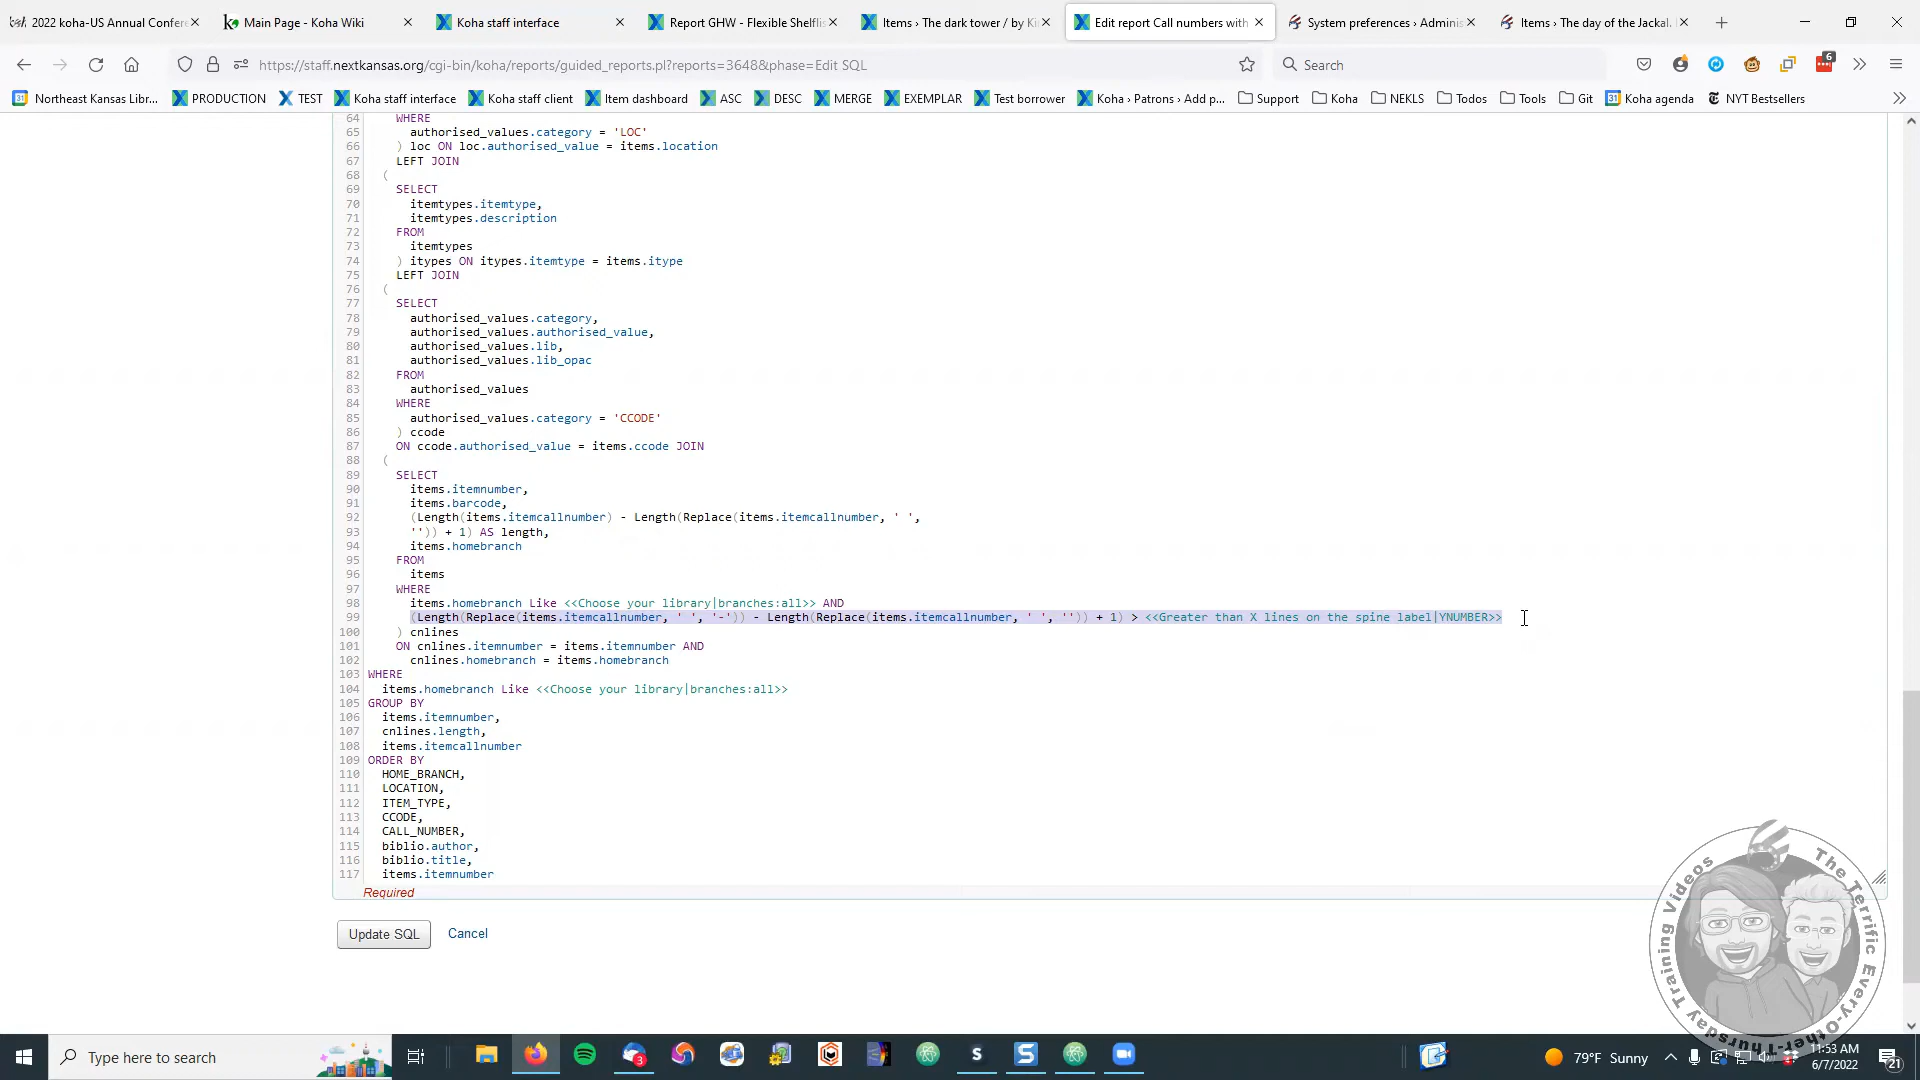 2022 koha-US Annual Confere
Main Page - Koha Wiki
Koha staff interface
Report GHW - Flexible Shelflis
Items › The dark tower / by Ki
Edit report Call numbers with
System preferences › Adminis
Items › The day of the Jackal.
https://staff.nextkansas.org/cgi-bin/koha/reports/guided_reports.pl?reports=3648&phase=Edit SQL
Search
6
Northeast Kansas Libr...
PRODUCTION
TEST
Koha staff interface
Koha staff client
Item dashboard
ASC
DESC
MERGE
EXEMPLAR
Test borrower
Koha › Patrons › Add p...
Support
Koha
NEKLS
Todos
Tools
Git
Koha agenda
NYT Bestsellers
64 WHERE
65 authorised_values.category = 'LOC'
66 ) loc ON loc.authorised_value = items.location
67 LEFT JOIN
68 (
69 SELECT
70 itemtypes.itemtype,
71 itemtypes.description
72 FROM
73 itemtypes
74 ) itypes ON itypes.itemtype = items.itype
75 LEFT JOIN
76 (
77 SELECT
78 authorised_values.category,
79 authorised_values.authorised_value,
80 authorised_values.lib,
81 authorised_values.lib_opac
82 FROM
83 authorised_values
84 WHERE
85 authorised_values.category = 'CCODE'
86 ) ccode
87 ON ccode.authorised_value = items.ccode JOIN
88 (
89 SELECT
90 items.itemnumber,
91 items.barcode,
92 (Length(items.itemcallnumber) - Length(Replace(items.itemcallnumber, ' ',
93 '')) + 1) AS length,
94 items.homebranch
95 FROM
96 items
97 WHERE
98 items.homebranch Like <<Choose your library|branches:all>> AND
99 (Length(Replace(items.itemcallnumber, ' ', '-')) - Length(Replace(items.itemcallnumber, ' ', '')) + 1) > <<Greater than X lines on the spine label|YNUMBER>>
100 ) cnlines
101 ON cnlines.itemnumber = items.itemnumber AND
102 cnlines.homebranch = items.homebranch
103 WHERE
104 items.homebranch Like <<Choose your library|branches:all>>
105 GROUP BY
106 items.itemnumber,
107 cnlines.length,
108 items.itemcallnumber
109 ORDER BY
110 HOME_BRANCH,
111 LOCATION,
112 ITEM_TYPE,
113 CCODE,
114 CALL_NUMBER,
115 biblio.author,
116 biblio.title,
117 items.itemnumber
Required
Update SQL
Cancel
The Terrific Every-Other-Thursday Training Videos
Type here to search
3
79°F Sunny
11:53 AM
6/7/2022
21